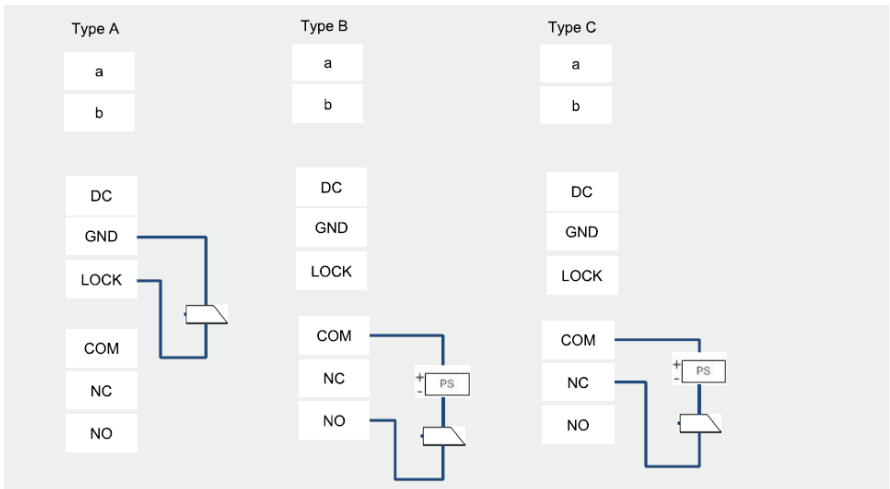 Type A
a
b
DC
GND
LOCK
COM
NC
NO
Type B
a
b
DC
GND
LOCK
COM
NC
NO
+
-
PS
Type C
a
b
DC
GND
LOCK
COM
NC
NO
+
-
PS